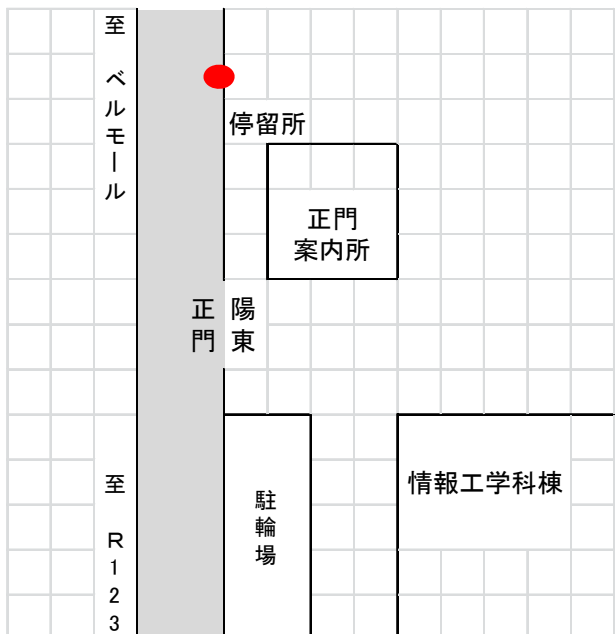 至 ベルモール
停留所
正門
案内所
陽東
正門
至 R123
駐輪場
情報工学科棟